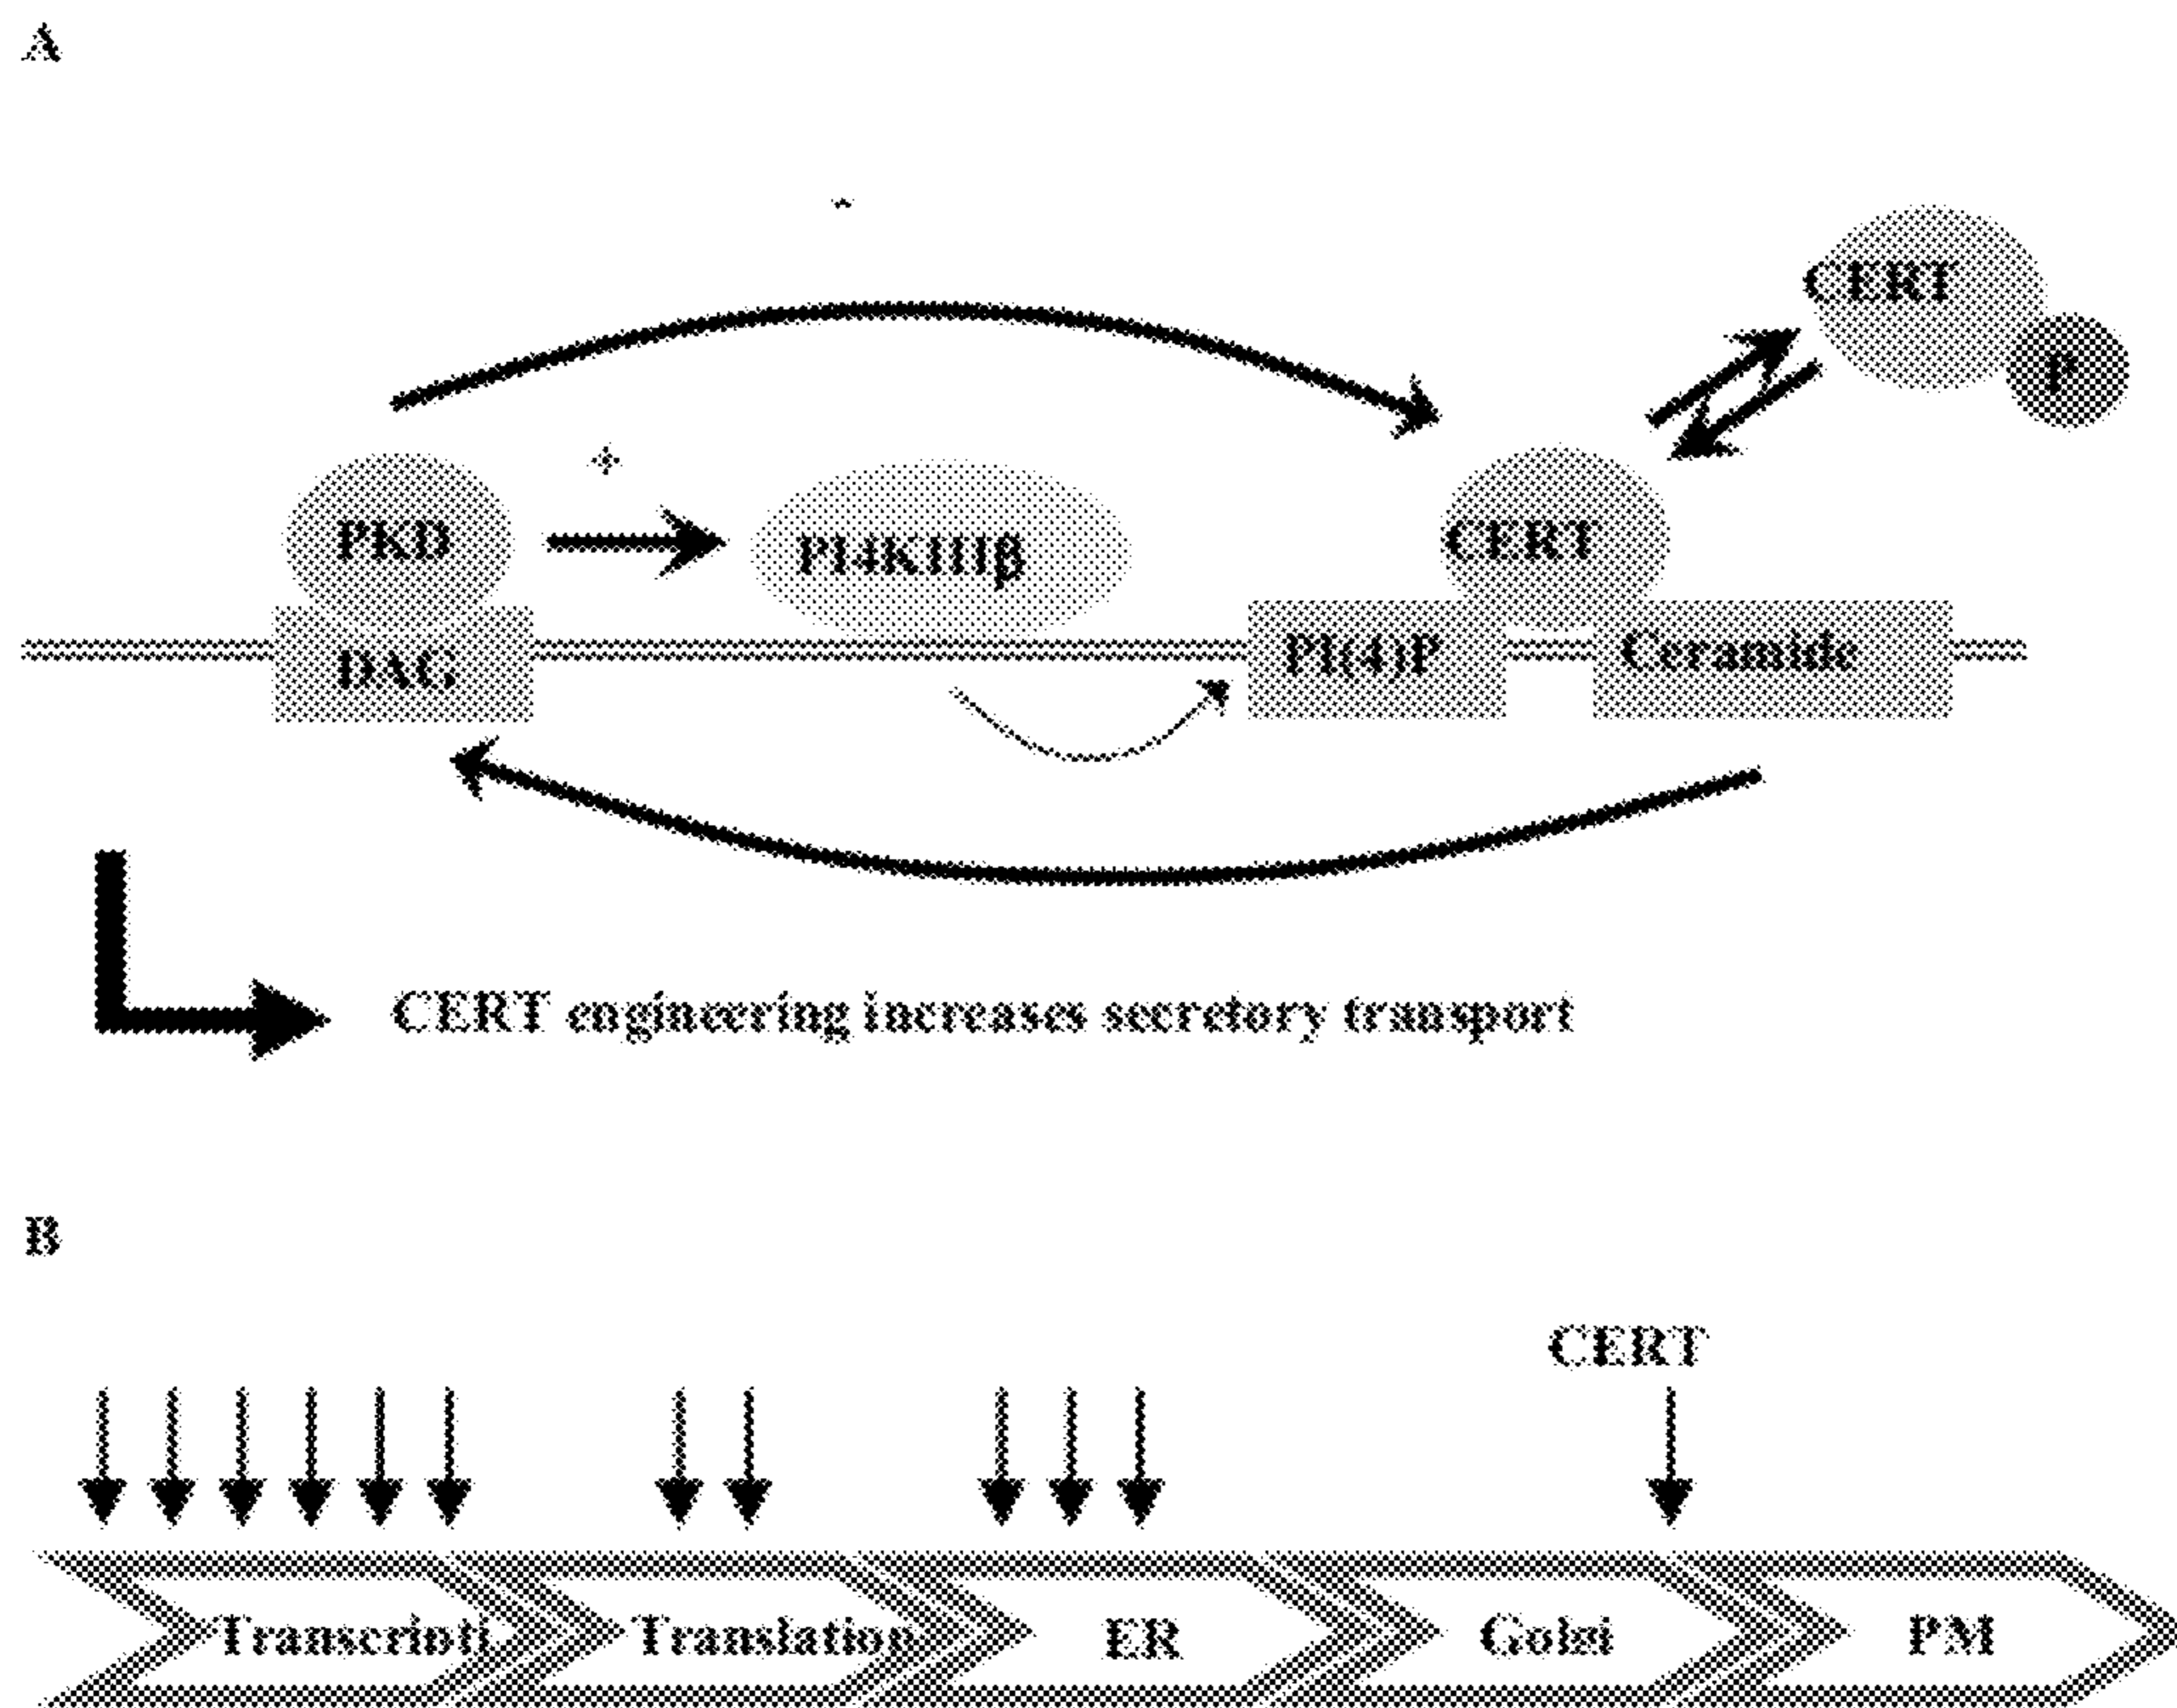 A
-
CERT
P
+
PKD
PI4KIIIβ
CERT
DAG
PI(4)P
Ceramide
CERT engineering increases secretory transport
B
CERT
Transcripti
Translation
ER
Golgi
PM